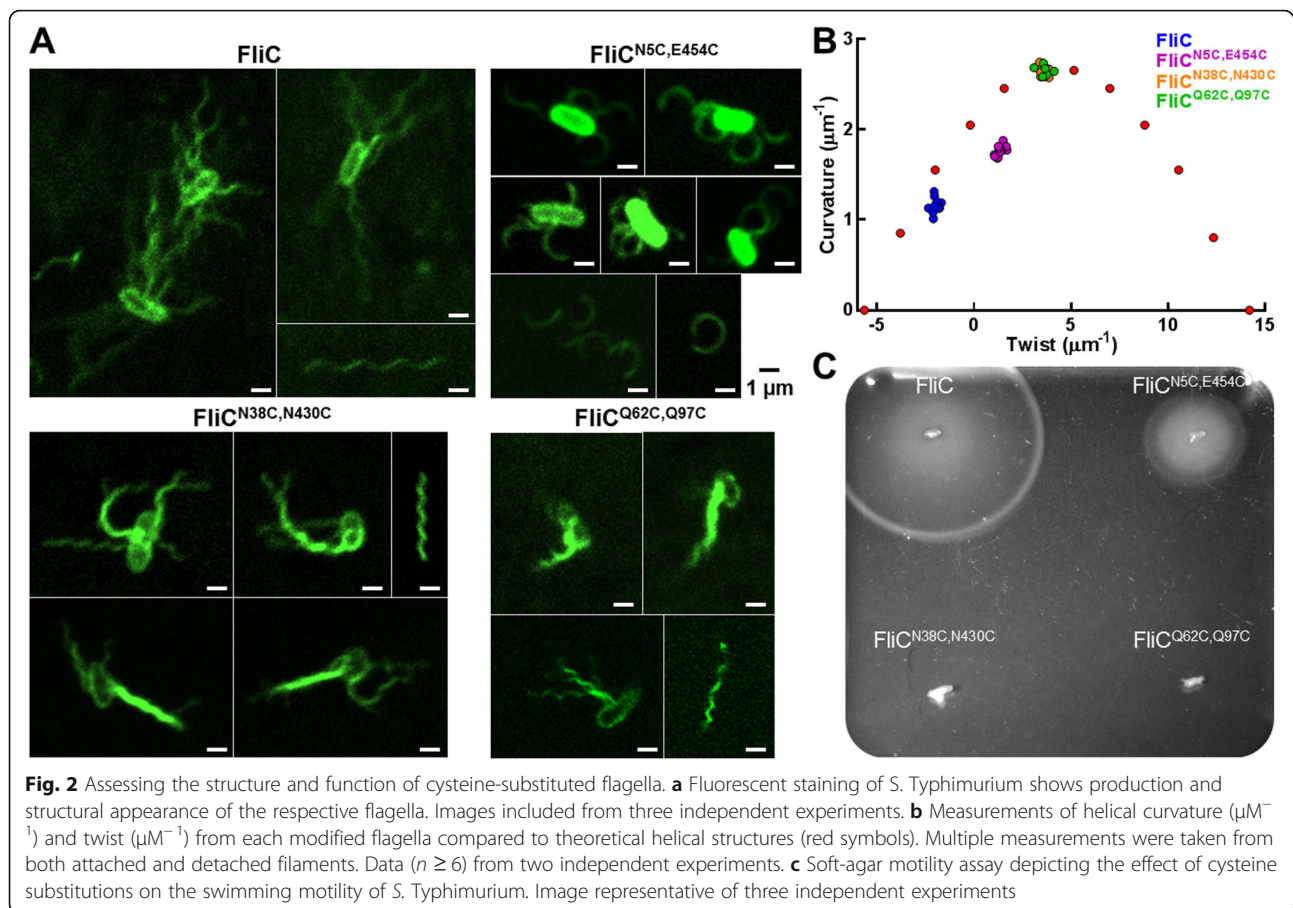 A
FliC
FliC^N5C,E454C
1 µm
FliC^N38C,N430C
FliC^Q62C,Q97C
B
3
2
1
0
Curvature (µm⁻¹)
-5 0 5 10 15
Twist (µm⁻¹)
FliC
FliC^N5C,E454C
FliC^N38C,N430C
FliC^Q62C,Q97C
C
FliC
FliC^N5C,E454C
FliC^N38C,N430C
FliC^Q62C,Q97C
Fig. 2 Assessing the structure and function of cysteine-substituted flagella. a Fluorescent staining of S. Typhimurium shows production and
structural appearance of the respective flagella. Images included from three independent experiments. b Measurements of helical curvature (µM⁻
¹) and twist (µM⁻¹) from each modified flagella compared to theoretical helical structures (red symbols). Multiple measurements were taken from
both attached and detached filaments. Data (n ≥ 6) from two independent experiments. c Soft-agar motility assay depicting the effect of cysteine
substitutions on the swimming motility of S. Typhimurium. Image representative of three independent experiments